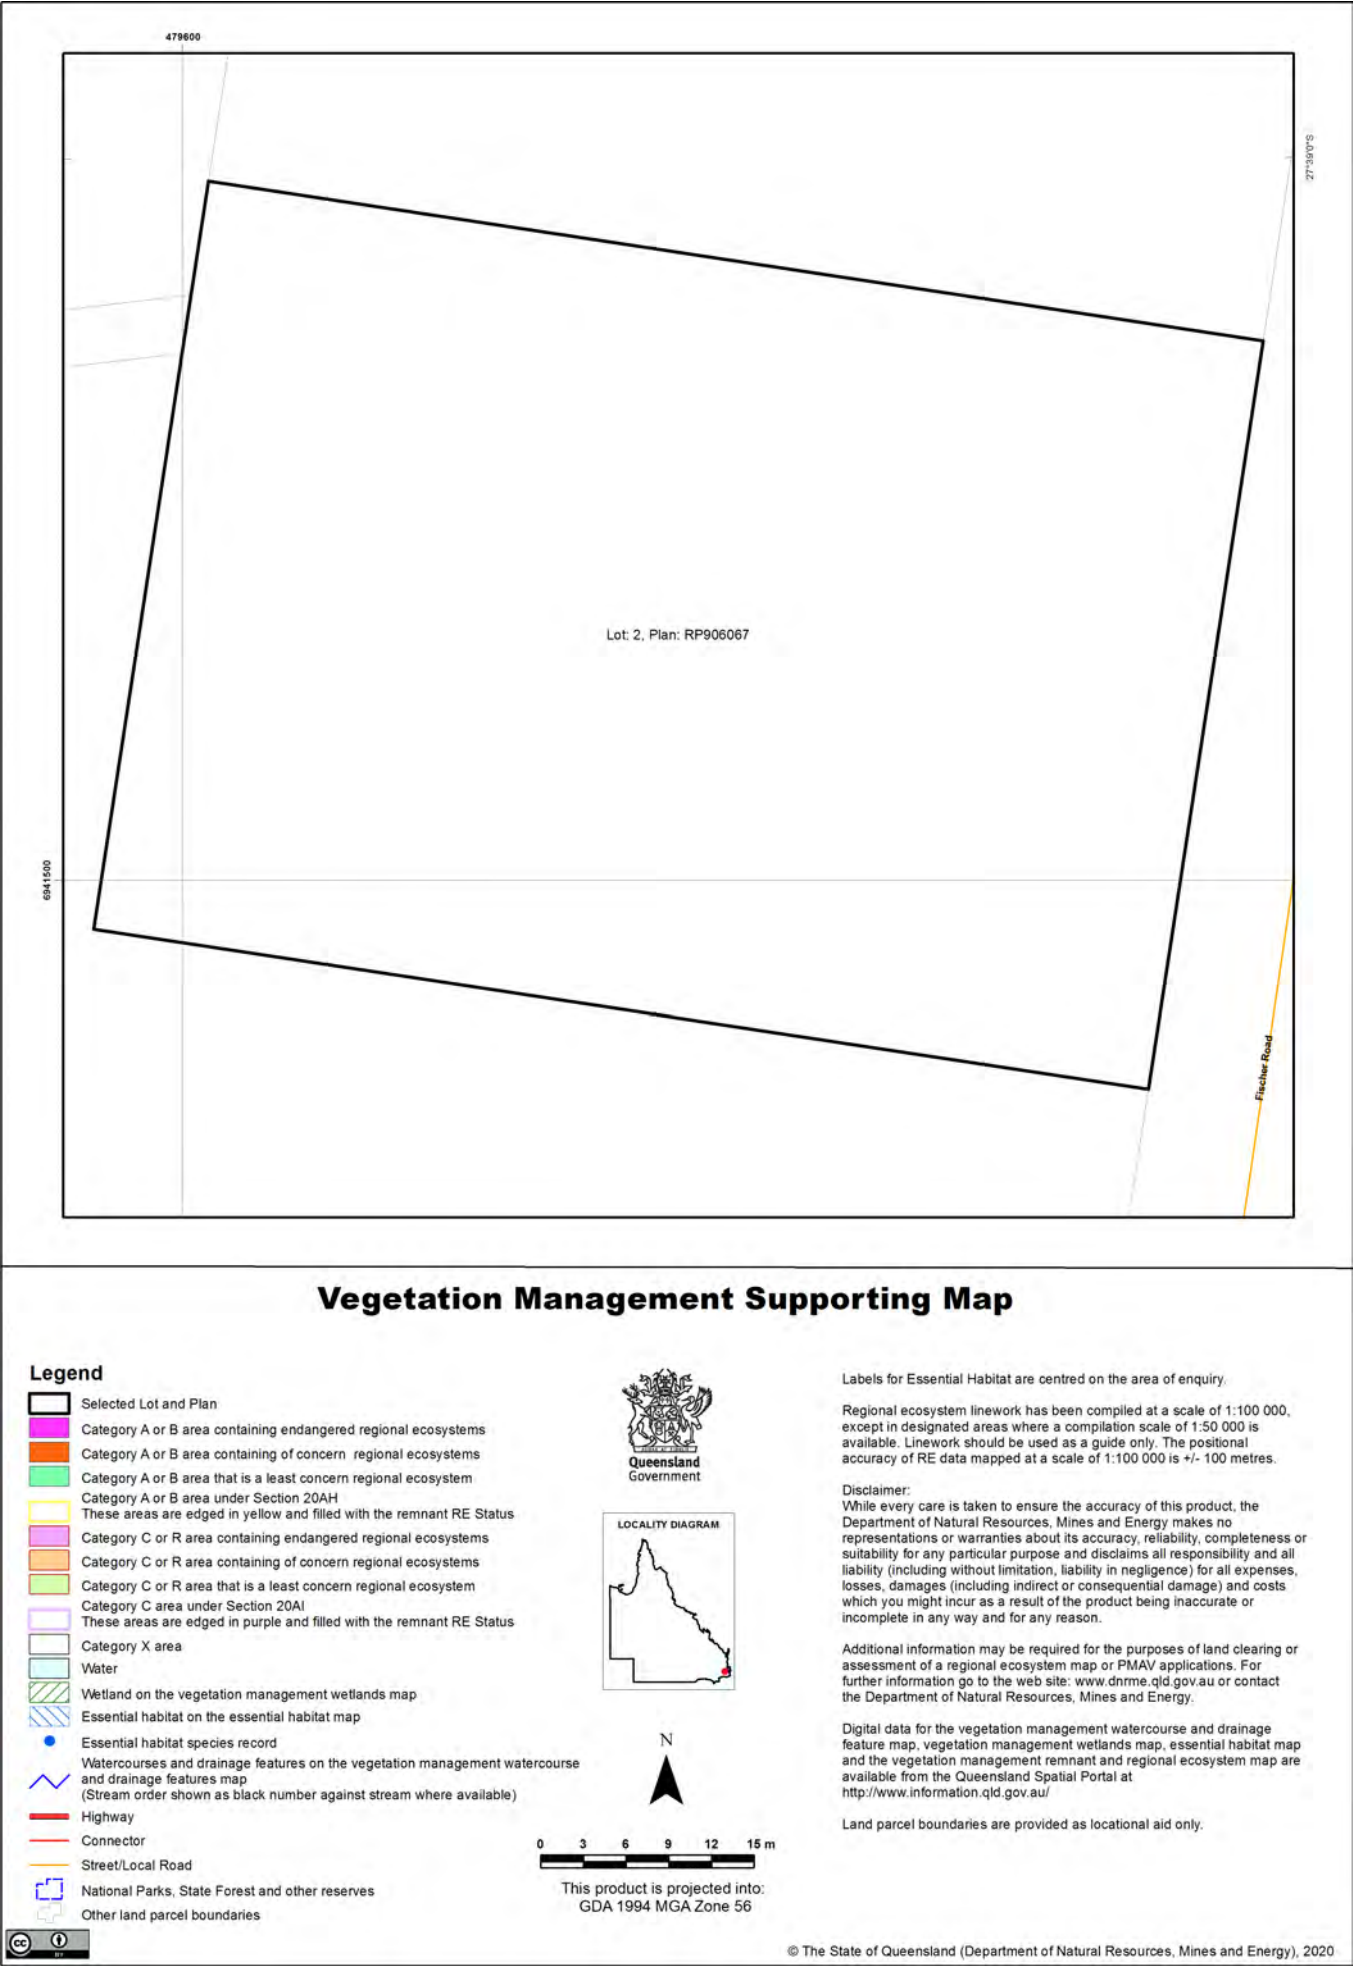 479600
27°39'0"S
Lot: 2, Plan: RP906067
6941500
Fischer Road
Vegetation Management Supporting Map
Legend
Selected Lot and Plan
Category A or B area containing endangered regional ecosystems
Category A or B area containing of concern regional ecosystems
Category A or B area that is a least concern regional ecosystem
Category A or B area under Section 20AH
These areas are edged in yellow and filled with the remnant RE Status
Category C or R area containing endangered regional ecosystems
Category C or R area containing of concern regional ecosystems
Category C or R area that is a least concern regional ecosystem
Category C area under Section 20AI
These areas are edged in purple and filled with the remnant RE Status
Category X area
Water
Wetland on the vegetation management wetlands map
Essential habitat on the essential habitat map
Essential habitat species record
Watercourses and drainage features on the vegetation management watercourse
and drainage features map
(Stream order shown as black number against stream where available)
Highway
Connector
Street/Local Road
National Parks, State Forest and other reserves
Other land parcel boundaries
cc
BY
Queensland
Government
LOCALITY DIAGRAM
N
0 3 6 9 12 15 m
This product is projected into:
GDA 1994 MGA Zone 56
Labels for Essential Habitat are centred on the area of enquiry.
Regional ecosystem linework has been compiled at a scale of 1:100 000,
except in designated areas where a compilation scale of 1:50 000 is
available. Linework should be used as a guide only. The positional
accuracy of RE data mapped at a scale of 1:100 000 is +/- 100 metres.
Disclaimer:
While every care is taken to ensure the accuracy of this product, the
Department of Natural Resources, Mines and Energy makes no
representations or warranties about its accuracy, reliability, completeness or
suitability for any particular purpose and disclaims all responsibility and all
liability (including without limitation, liability in negligence) for all expenses,
losses, damages (including indirect or consequential damage) and costs
which you might incur as a result of the product being inaccurate or
incomplete in any way and for any reason.
Additional information may be required for the purposes of land clearing or
assessment of a regional ecosystem map or PMAV applications. For
further information go to the web site: www.dnrme.qld.gov.au or contact
the Department of Natural Resources, Mines and Energy.
Digital data for the vegetation management watercourse and drainage
feature map, vegetation management wetlands map, essential habitat map
and the vegetation management remnant and regional ecosystem map are
available from the Queensland Spatial Portal at
http://www.information.qld.gov.au/
Land parcel boundaries are provided as locational aid only.
© The State of Queensland (Department of Natural Resources, Mines and Energy), 2020